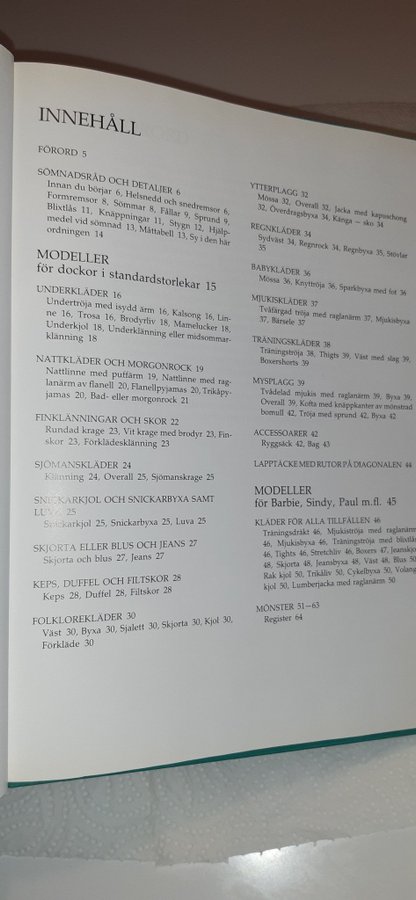 INNEHÅLL
FÖRORD 5
SÖMNADSRÅD OCH DETALJER 6
Innan du börjar 6, Helsnedd och snedremsor 6,
Formremsor 8, Sömmar 8, Fållar 9, Sprund 9,
Blixtlås 11, Knäppningar 11, Stygn 12, Hjälp-
medel vid sömnad 13, Måttabell 13, Sy i den här
ordningen 14
MODELLER
för dockor i standardstorlekar 15
UNDERKLÄDER 16
Undertröja med isydd ärm 16, Kalsong 16, Lin-
ne 16, Trosa 16, Brodyrliv 18, Mamelucker 18,
Underkjol 18, Underklänning eller midsommar-
klänning 18
NATTKLÄDER OCH MORGONROCK 19
Nattlinne med puffärm 19, Nattlinne med rag-
lanärm av flanell 20, Flanellpyjamas 20, Trikåpy-
jamas 20, Bad- eller morgonrock 21
FINKLÄNNINGAR OCH SKOR 22
Rundad krage 23, Vit krage med brodyr 23, Fin-
skor 23, Förklädesklänning 23
SJÖMANSKLÄDER 24
Klänning 24, Overall 25, Sjömanskrage 25
SNICKARKJOL OCH SNICKARBYXA SAMT
LUVA 25
Snickarkjol 25, Snickarbyxa 25, Luva 25
SKJORTA ELLER BLUS OCH JEANS 27
Skjorta och blus 27, Jeans 27
KEPS, DUFFEL OCH FILTSKOR 28
Keps 28, Duffel 28, Filtskor 28
FOLKLOREKLÄDER 30
Väst 30, Byxa 30, Sjalett 30, Skjorta 30, Kjol 30,
Förkläde 30
YTTERPLAGG 32
Mössa 32, Overall 32, Jacka med kapuschong
32, Överdragsbyxa 34, Känga – sko 34
REGNKLÄDER 34
Sydväst 34, Regnrock 34, Regnbyxa 35, Stövlar
35
BABYKLÄDER 36
Mössa 36, Knyttröja 36, Sparkbyxa med fot 36
MJUKISKLÄDER 37
Tvåfärgad tröja med raglanärm 37, Mjukisbyxa
37, Bärsele 37
TRÄNINGSKLÄDER 38
Träningströja 38, Thigts 39, Väst med slag 39,
Boxershorts 39
MYSPLAGG 39
Tvådelad mjukis med raglanärm 39, Byxa 39,
Overall 39, Kofta med knäppkanter av mönstrad
bomull 42, Tröja med sprund 42, Byxa 42
ACCESSOARER 42
Ryggsäck 42, Bag 43
LAPPTÄCKE MED RUTOR PÅ DIAGONALEN 44
MODELLER
för Barbie, Sindy, Paul m.fl. 45
KLÄDER FÖR ALLA TILLFÄLLEN 46
Träningsdräkt 46, Mjukiströja med raglanärm
46, Mjukisbyxa 46, Träningströja med blixtlås
46, Tights 46, Stretchliv 46, Boxers 47, Jeanskjol
48, Skjorta 48, Jeansbyxa 48, Väst 48, Blus 50
Rak kjol 50, Trikåliv 50, Cykelbyxa 50, Volang-
kjol 50, Lumberjacka med raglanärm 50
MÖNSTER 51–63
Register 64